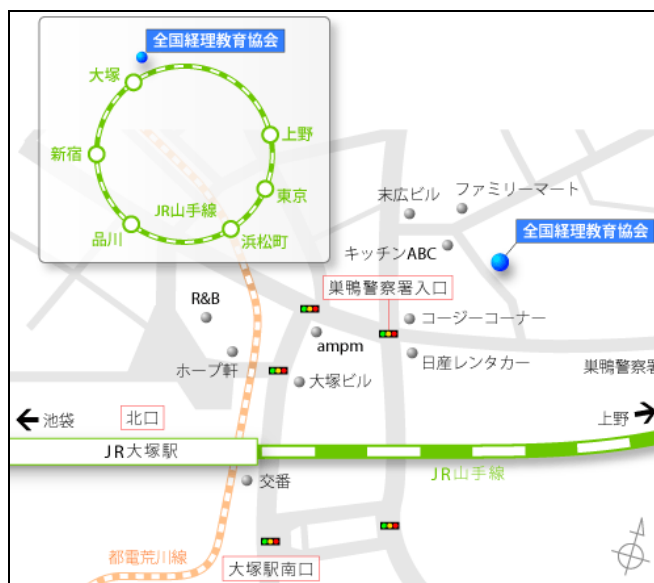 全国経理教育協会
大塚
上野
新宿
東京
JR山手線
品川
浜松町
末広ビル
ファミリーマート
全国経理教育協会
キッチンABC
巣鴨警察署入口
R&B
コージーコーナー
ampm
ホープ軒
日産レンタカー
巣鴨警察署
大塚ビル
池袋
北口
上野
JR大塚駅
JR山手線
交番
都電荒川線
大塚駅南口